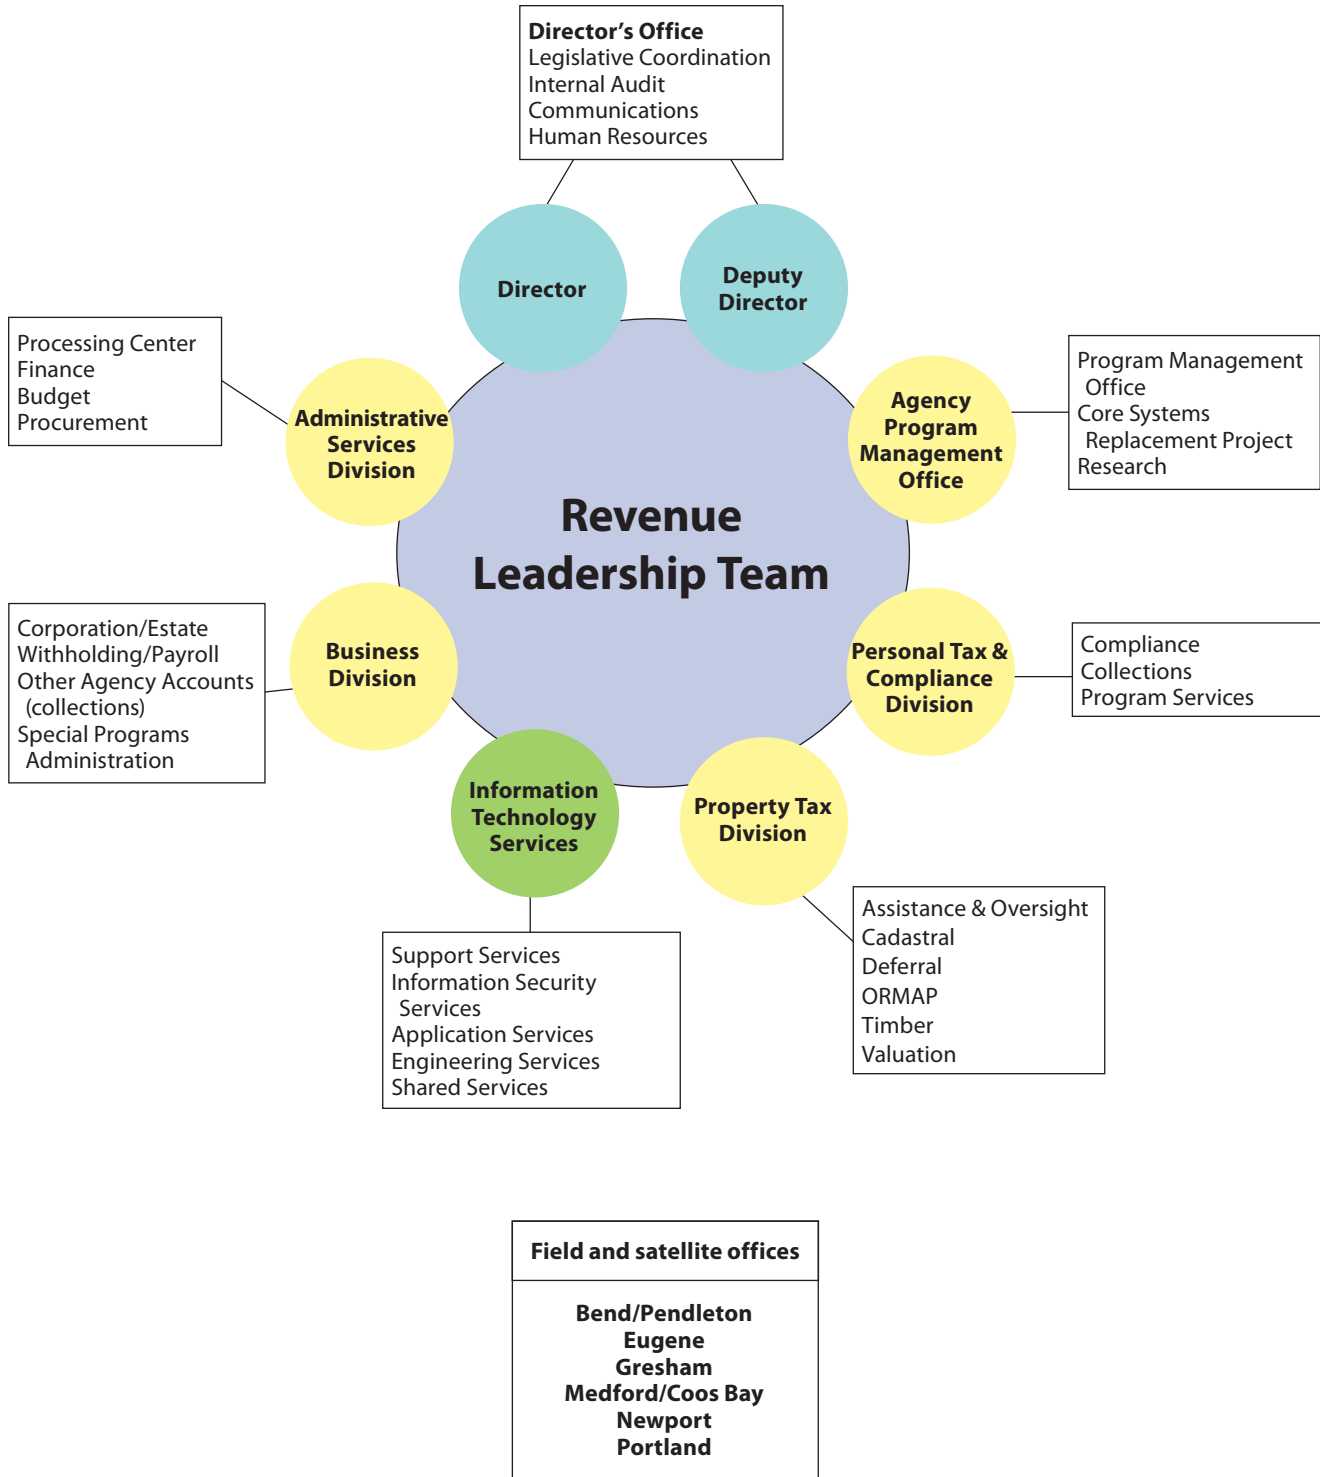 Director’s Office
Legislative Coordination
Internal Audit
Communications
Human Resources
Director
Deputy
Director
Processing Center
Finance
Budget
Procurement
Administrative
Services
Division
Agency
Program
Management
Office
Program Management
Office
Core Systems
Replacement Project
Research
Revenue
Leadership Team
Corporation/Estate
Withholding/Payroll
Other Agency Accounts
(collections)
Special Programs
Administration
Business
Division
Personal Tax &
Compliance
Division
Compliance
Collections
Program Services
Information
Technology
Services
Property Tax
Division
Support Services
Information Security
Services
Application Services
Engineering Services
Shared Services
Assistance & Oversight
Cadastral
Deferral
ORMAP
Timber
Valuation
Field and satellite offices
Bend/Pendleton
Eugene
Gresham
Medford/Coos Bay
Newport
Portland